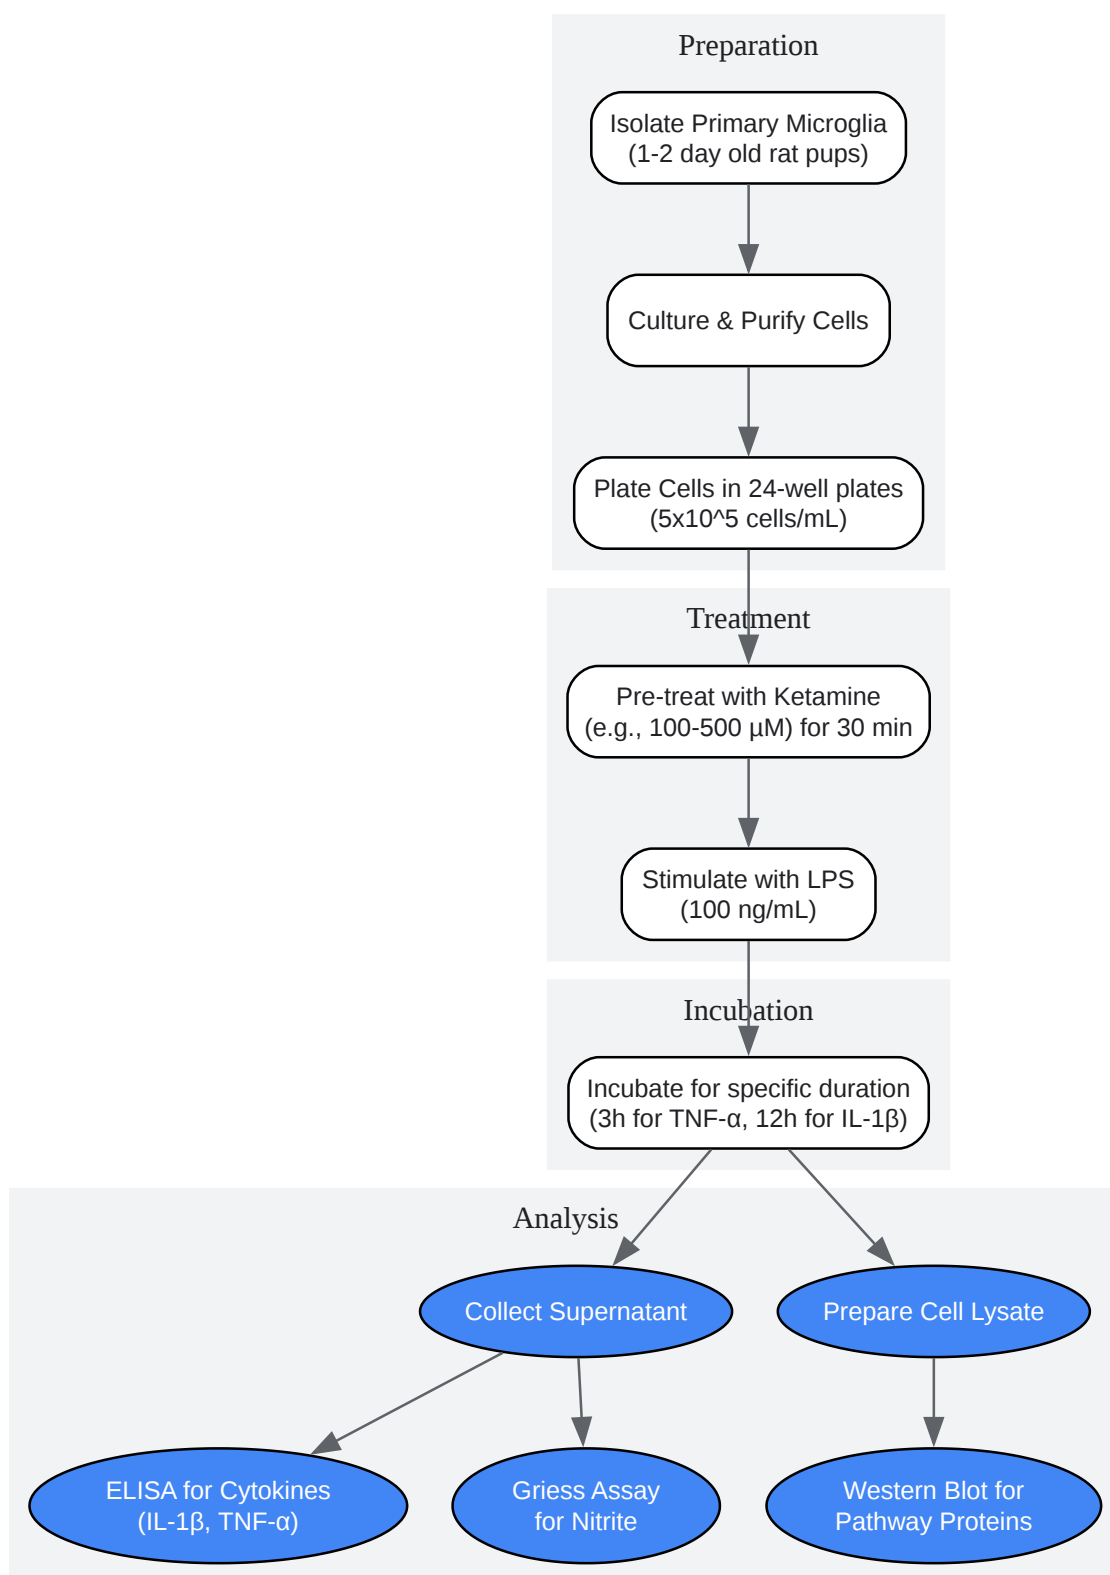 Preparation
Isolate Primary Microglia
(1-2 day old rat pups)
Culture & Purify Cells
Plate Cells in 24-well plates
(5x10^5 cells/mL)
Treatment
Pre-treat with Ketamine
(e.g., 100-500 µM) for 30 min
Stimulate with LPS
(100 ng/mL)
Incubation
Incubate for specific duration
(3h for TNF-α, 12h for IL-1β)
Analysis
Collect Supernatant
Prepare Cell Lysate
ELISA for Cytokines
(IL-1β, TNF-α)
Griess Assay
for Nitrite
Western Blot for
Pathway Proteins